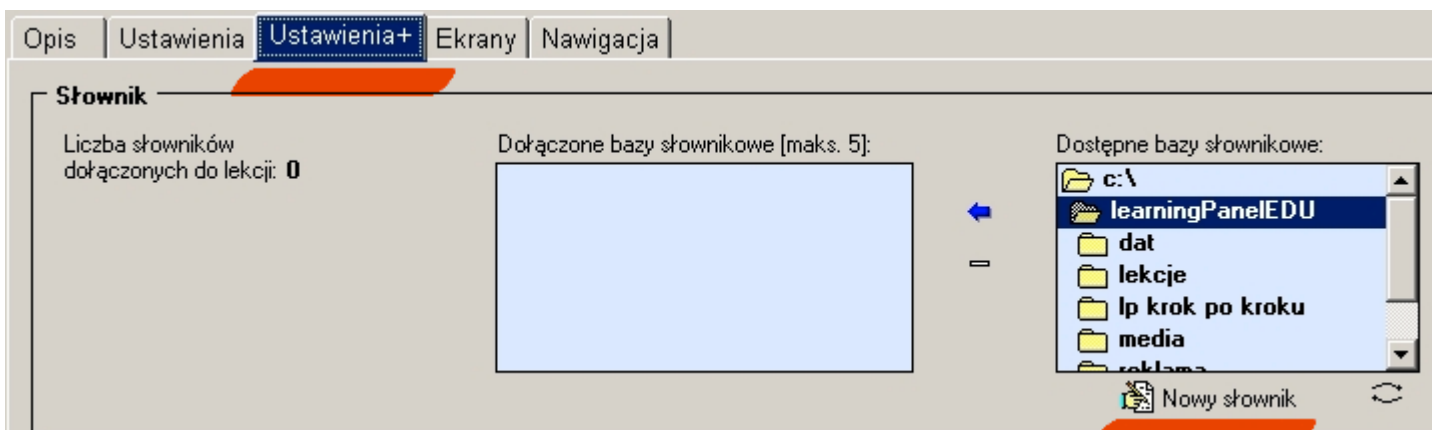 Opis Ustawienia Ustawienia+ Ekrany Nawigacja
Słownik
Liczba słowników
dołączonych do lekcji: 0
Dołączone bazy słownikowe [maks. 5]:
Dostępne bazy słownikowe:
c:\
learningPanelEDU
dat
lekcje
lp krok po kroku
media
reklama
Nowy słownik